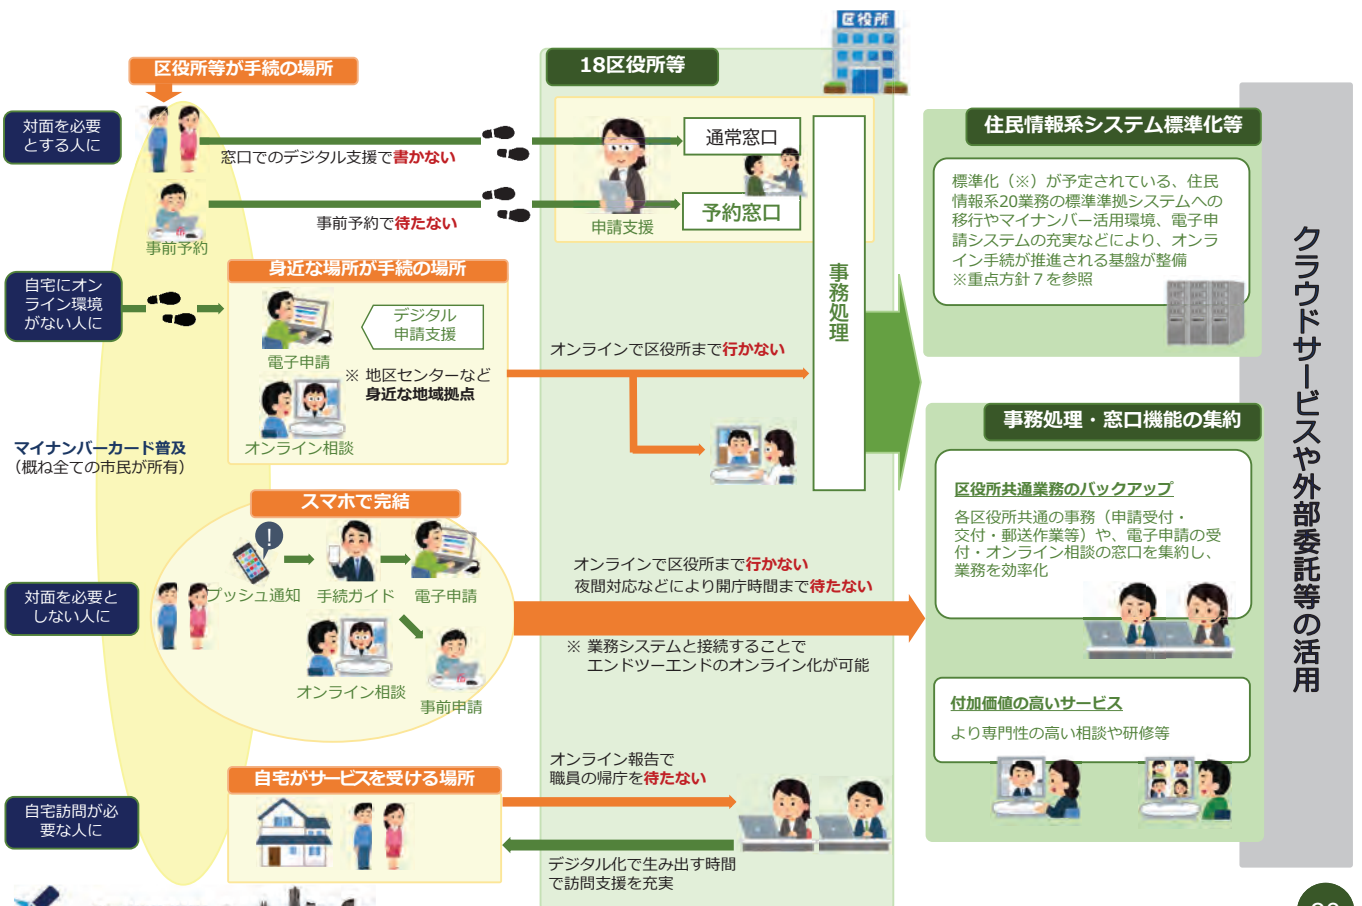 区役所
区役所等が手続の場所
18区役所等
対面を必要
とする人に
窓口でのデジタル支援で書かない
通常窓口
事前予約で待たない
予約窓口
申請支援
事前予約
事務処理
自宅にオン
ライン環境
がない人に
身近な場所が手続の場所
デジタル
申請支援
電子申請
※ 地区センターなど
身近な地域拠点
オンライン相談
オンラインで区役所まで行かない
マイナンバーカード普及
（概ね全ての市民が所有）
スマホで完結
!
プッシュ通知
手続ガイド
電子申請
対面を必要と
しない人に
オンライン相談
事前申請
オンラインで区役所まで行かない
夜間対応などにより開庁時間まで待たない
※ 業務システムと接続することで
エンドツーエンドのオンライン化が可能
自宅がサービスを受ける場所
自宅訪問が必
要な人に
オンライン報告で
職員の帰庁を待たない
デジタル化で生み出す時間
で訪問支援を充実
住民情報系システム標準化等
標準化（※）が予定されている、住民
情報系20業務の標準準拠システムへの
移行やマイナンバー活用環境、電子申
請システムの充実などにより、オンラ
イン手続が推進される基盤が整備
※重点方針７を参照
事務処理・窓口機能の集約
区役所共通業務のバックアップ
各区役所共通の事務（申請受付・
交付・郵送作業等）や、電子申請の受
付・オンライン相談の窓口を集約し、
業務を効率化
付加価値の高いサービス
より専門性の高い相談や研修等
クラウドサービスや外部委託等の活用